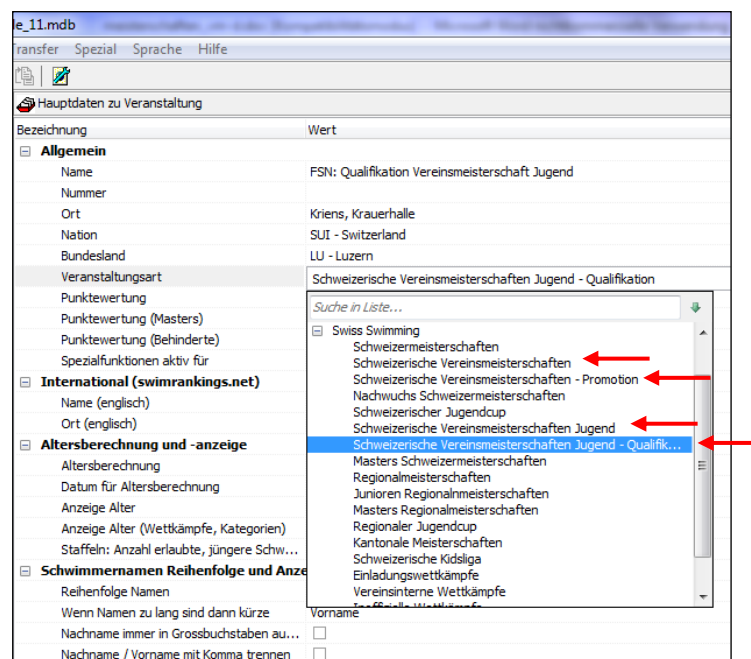 le_11.mdb
Transfer Spezial Sprache Hilfe
Hauptdaten zu Veranstaltung
Bezeichnung Wert
Allgemein
Name FSN: Qualifikation Vereinsmeisterschaft Jugend
Nummer
Ort Kriens, Krauerhalle
Nation SUI - Switzerland
Bundesland LU - Luzern
Veranstaltungsart Schweizerische Vereinsmeisterschaften Jugend - Qualifikation
Punktewertung Suche in Liste...
Punktewertung (Masters) Swiss Swimming
Punktewertung (Behinderte) Schweizermeisterschaften
Spezialfunktionen aktiv für Schweizerische Vereinsmeisterschaften
International (swimrankings.net) Schweizerische Vereinsmeisterschaften - Promotion
Name (englisch) Nachwuchs Schweizermeisterschaften
Ort (englisch) Schweizerischer Jugendcup
Schweizerische Vereinsmeisterschaften Jugend
Altersberechnung und -anzeige Schweizerische Vereinsmeisterschaften Jugend - Qualifik...
Altersberechnung Masters Schweizermeisterschaften
Regionalmeisterschaften
Datum für Altersberechnung Junioren Regionalnmeisterschaften
Anzeige Alter Masters Regionalmeisterschaften
Anzeige Alter (Wettkämpfe, Kategorien) Regionaler Jugendcup
Kantonale Meisterschaften
Staffeln: Anzahl erlaubte, jüngere Schw... Schweizerische Kidsliga
Schwimmernamen Reihenfolge und Anze Einladungswettkämpfe
Reihenfolge Namen Vereinsinterne Wettkämpfe
Inoffizielle Wettkämpfe
Wenn Namen zu lang sind dann kürze Vorname
Nachname immer in Grossbuchstaben au...
Nachname / Vorname mit Komma trennen